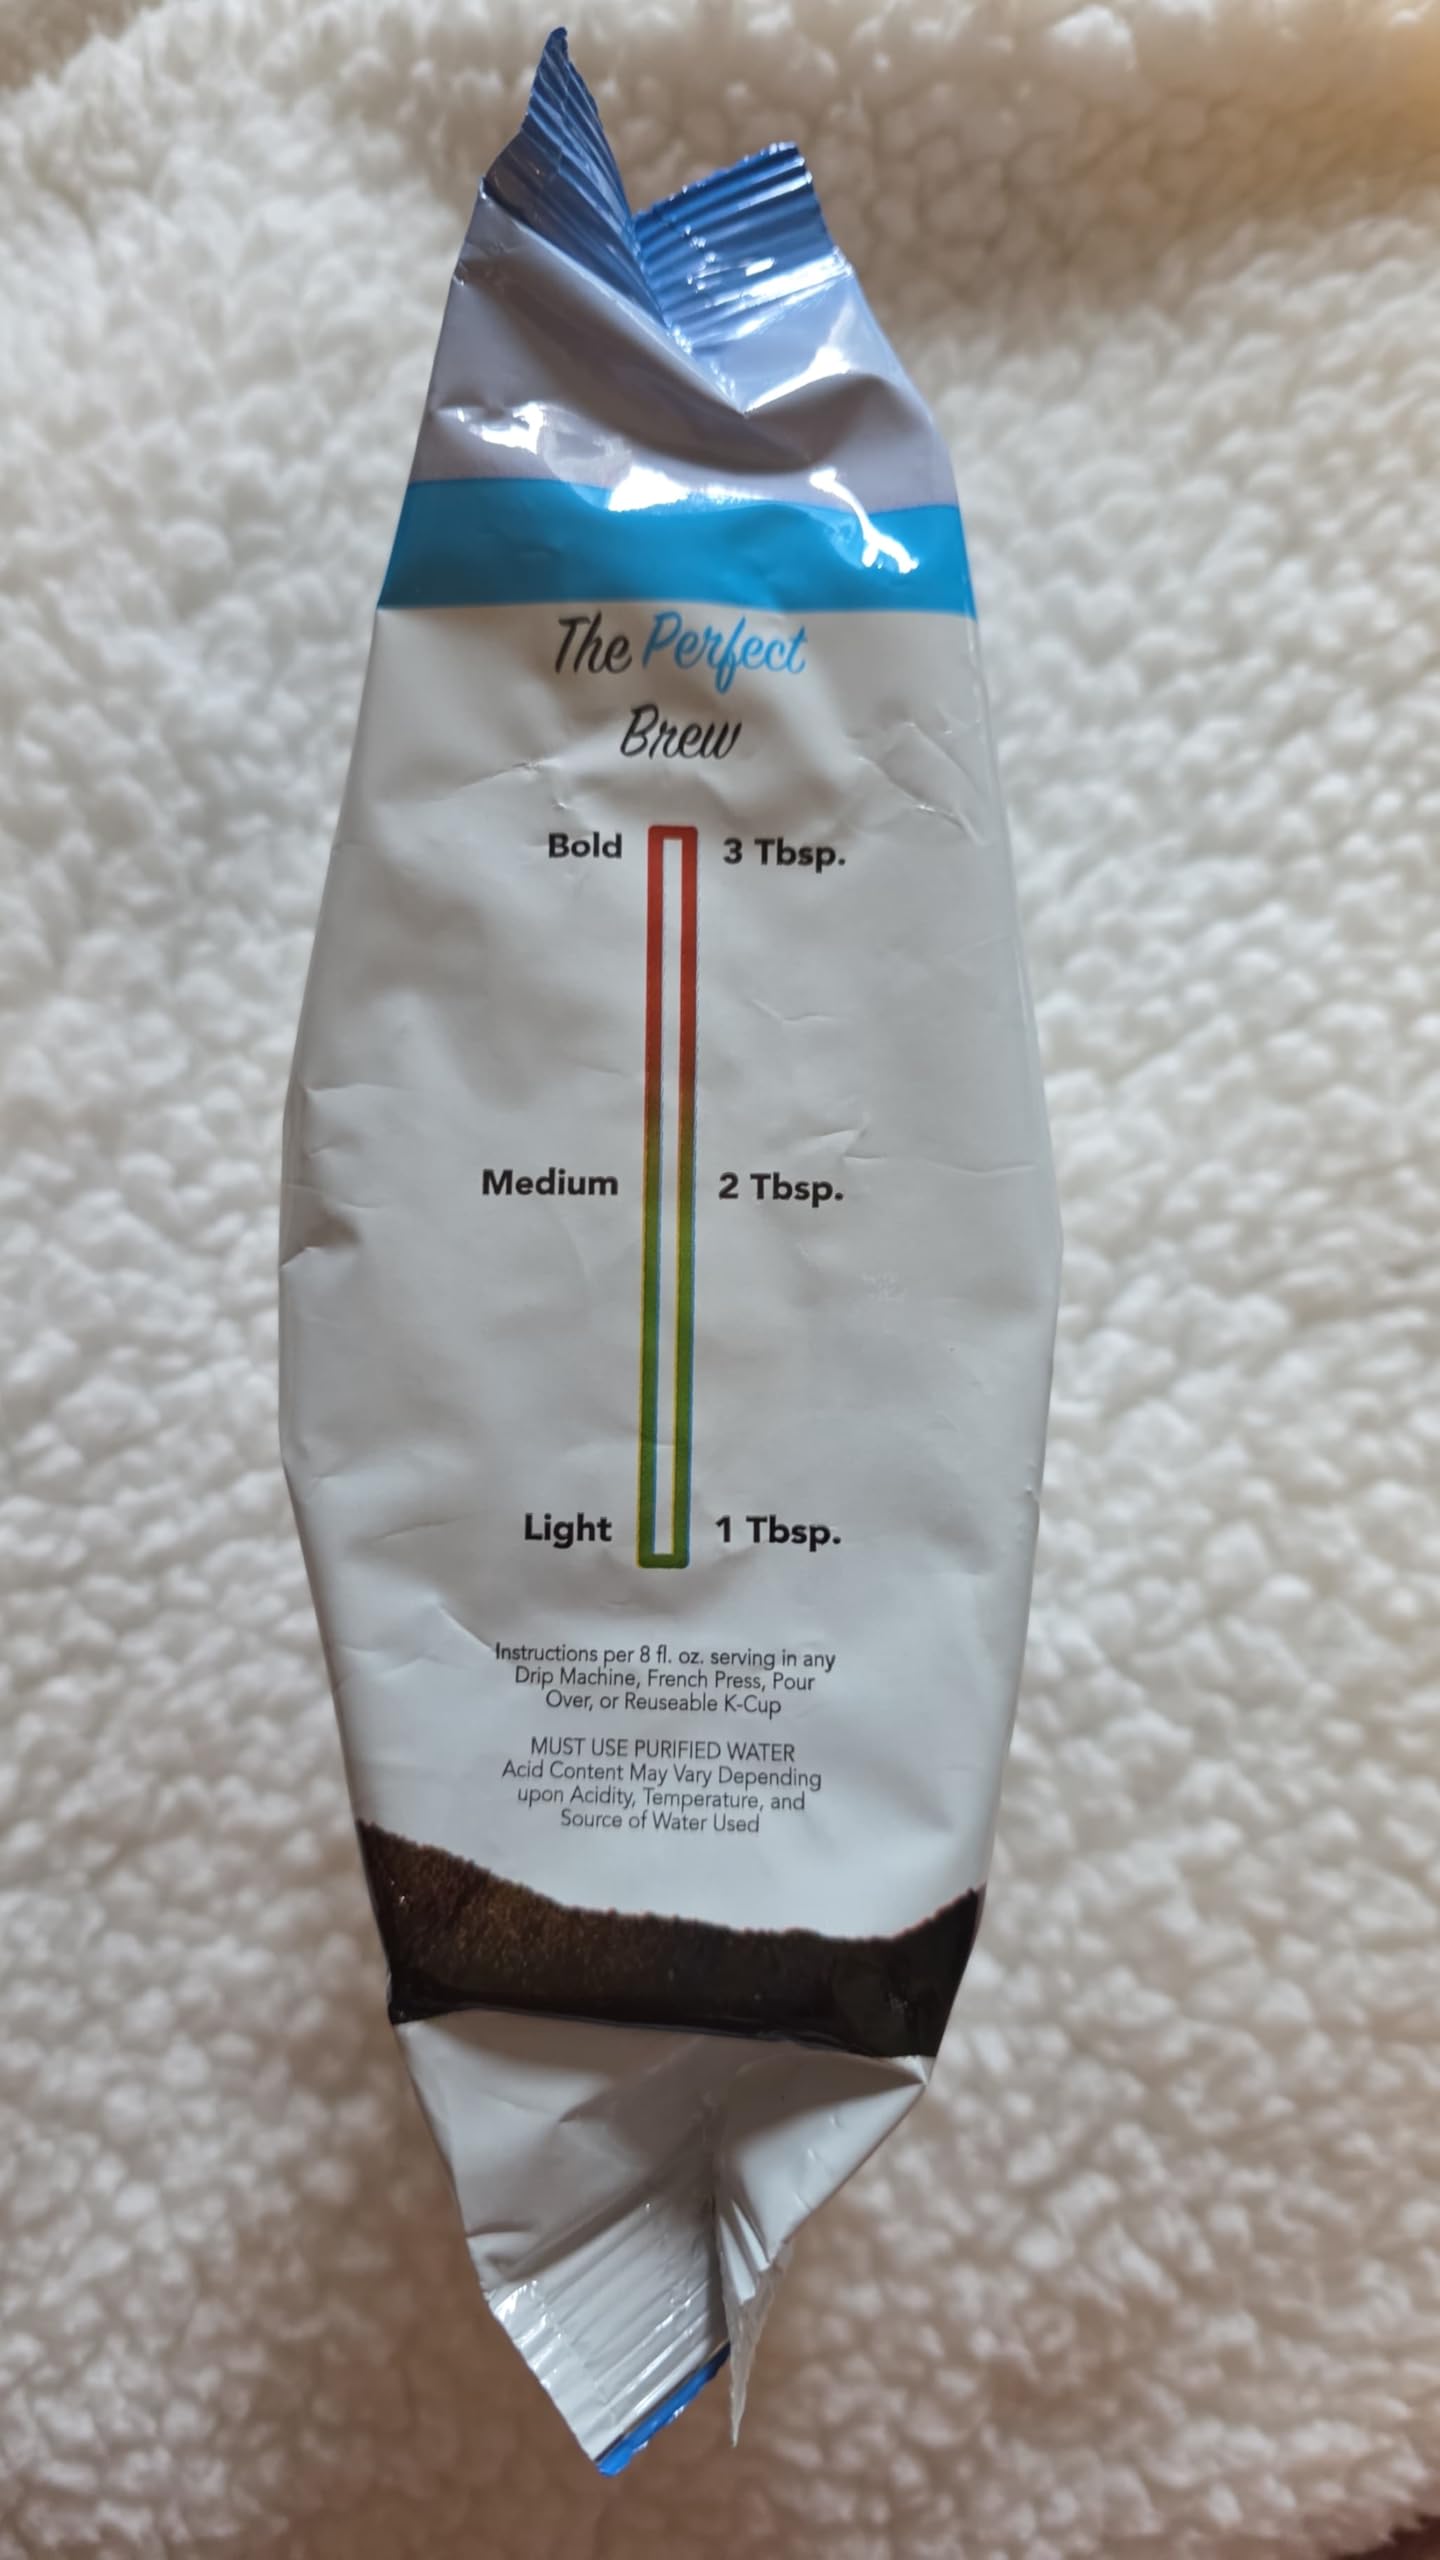 The Perfect
Brew
Bold 3 Tbsp.
Medium 2 Tbsp.
Light 1 Tbsp.
Instructions per 8 fl. oz. serving in any
Drip Machine, French Press, Pour
Over, or Reuseable K-Cup
MUST USE PURIFIED WATER
Acid Content May Vary Depending
upon Acidity, Temperature, and
Source of Water Used